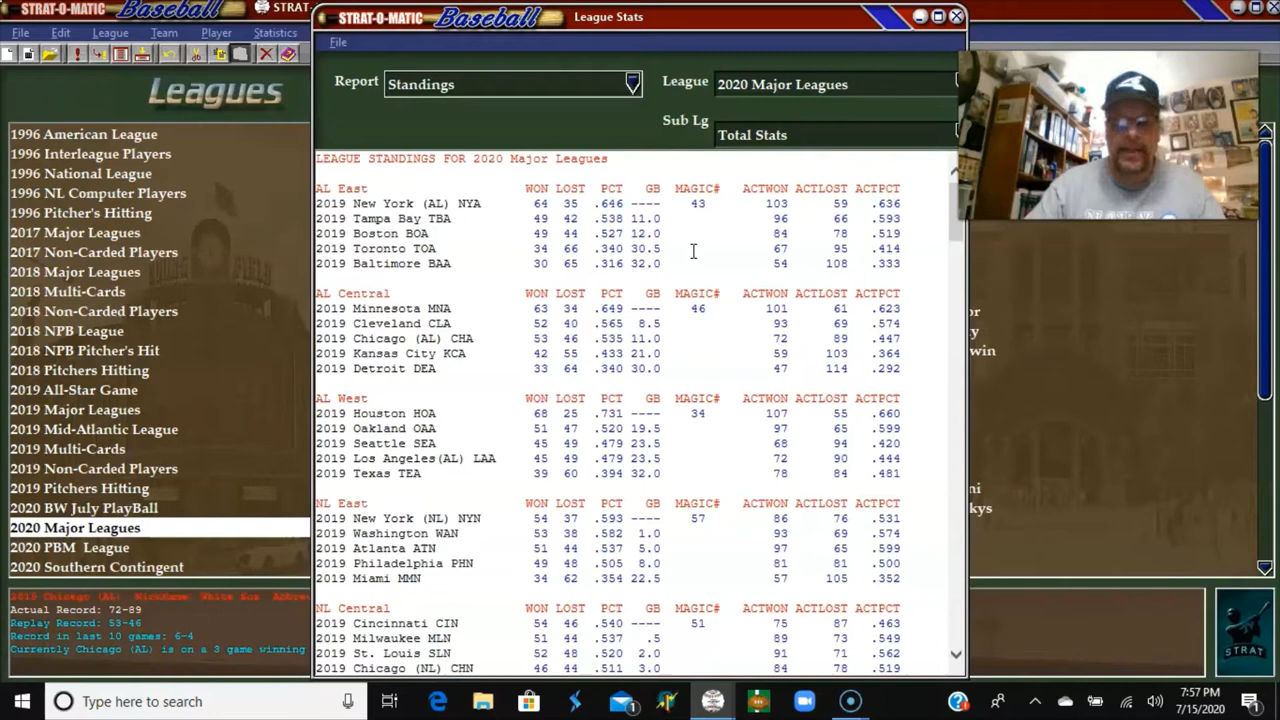 STRAT-O-MATIC Baseball
STRAT-O-MATIC Baseball League Stats
File Edit League Team Player Statistics
File
Leagues
Report Standings League 2020 Major Leagues
Sub Lg Total Stats
1996 American League
1996 Interleague Players
1996 National League
1996 NL Computer Players
1996 Pitcher's Hitting
2017 Major Leagues
2017 Non-Carded Players
2018 Major Leagues
2018 Multi-Cards
2018 Non-Carded Players
2018 NPB League
2018 NPB Pitcher's Hit
2018 Pitchers Hitting
2019 All-Star Game
2019 Major Leagues
2019 Mid-Atlantic League
2019 Multi-Cards
2019 Non-Carded Players
2019 Pitchers Hitting
2020 BW July PlayBall
2020 Major Leagues
2020 PBM League
2020 Southern Contingent
LEAGUE STANDINGS FOR 2020 Major Leagues
AL East WON LOST PCT GB MAGIC# ACTWON ACTLOST ACTPCT
2019 New York (AL) NYA 64 35 .646 ---- 43 103 59 .636
2019 Tampa Bay TBA 49 42 .538 11.0 96 66 .593
2019 Boston BOA 49 44 .527 12.0 84 78 .519
2019 Toronto TOA 34 66 .340 30.5 67 95 .414
2019 Baltimore BAA 30 65 .316 32.0 54 108 .333
AL Central WON LOST PCT GB MAGIC# ACTWON ACTLOST ACTPCT
2019 Minnesota MNA 63 34 .649 ---- 46 101 61 .623
2019 Cleveland CLA 52 40 .565 8.5 93 69 .574
2019 Chicago (AL) CHA 53 46 .535 11.0 72 89 .447
2019 Kansas City KCA 42 55 .433 21.0 59 103 .364
2019 Detroit DEA 33 64 .340 30.0 47 114 .292
AL West WON LOST PCT GB MAGIC# ACTWON ACTLOST ACTPCT
2019 Houston HOA 68 25 .731 ---- 34 107 55 .660
2019 Oakland OAA 51 47 .520 19.5 97 65 .599
2019 Seattle SEA 45 49 .479 23.5 68 94 .420
2019 Los Angeles(AL) LAA 45 49 .479 23.5 72 90 .444
2019 Texas TEA 39 60 .394 32.0 78 84 .481
NL East WON LOST PCT GB MAGIC# ACTWON ACTLOST ACTPCT
2019 New York (NL) NYN 54 37 .593 ---- 57 86 76 .531
2019 Washington WAN 53 38 .582 1.0 93 69 .574
2019 Atlanta ATN 51 44 .537 5.0 97 65 .599
2019 Philadelphia PHN 49 48 .505 8.0 81 81 .500
2019 Miami MMN 34 62 .354 22.5 57 105 .352
NL Central WON LOST PCT GB MAGIC# ACTWON ACTLOST ACTPCT
2019 Cincinnati CIN 54 46 .540 ---- 51 75 87 .463
2019 Milwaukee MLN 51 44 .537 .5 89 73 .549
2019 St. Louis SLN 52 48 .520 2.0 91 71 .562
2019 Chicago (NL) CHN 46 44 .511 3.0 84 78 .519
2019 Chicago (AL) NickName White Sox Abbrev
Actual Record: 72-89
Replay Record: 53-46
Record in last 10 games: 6-4
Currently Chicago (AL) is on a 3 game winning
STRAT
Type here to search
7:57 PM
7/15/2020